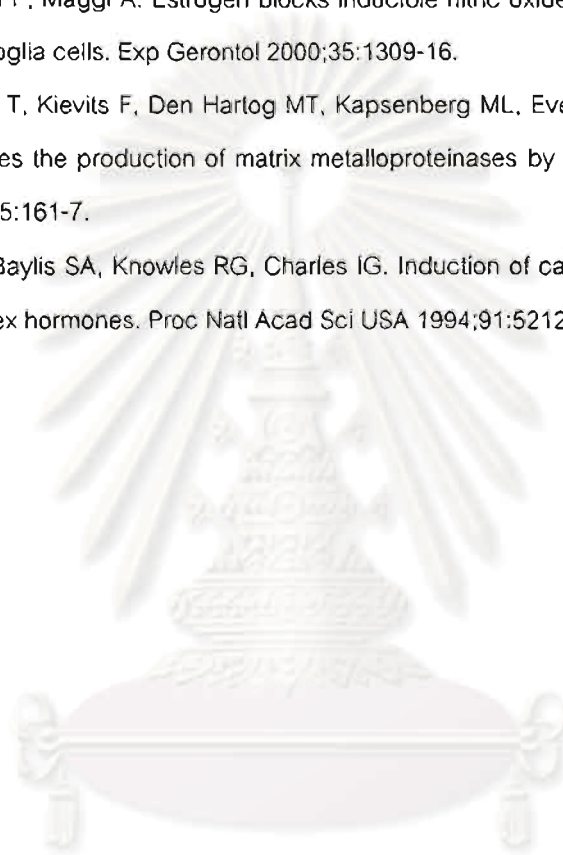 Maggi A. Estrogen blocks inducible nitric oxide
oglia cells. Exp Gerontol 2000;35:1309-16.
T, Kievits F, Den Hartog MT, Kapsenberg ML, Eve
es the production of matrix metalloproteinases by
5:161-7.
Baylis SA, Knowles RG, Charles IG. Induction of ca
ex hormones. Proc Natl Acad Sci USA 1994;91:5212